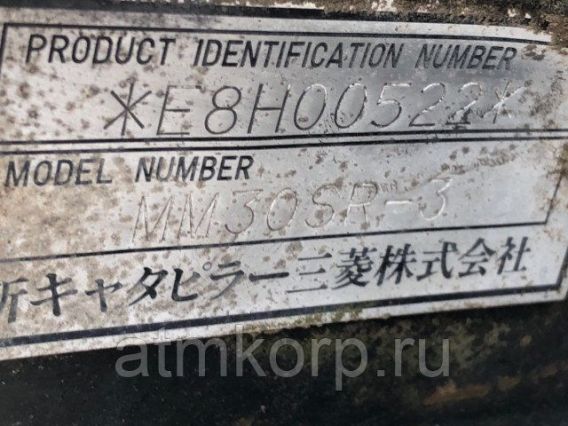 PRODUCT IDENTIFICATION NUMBER
*E8H00522*
MODEL NUMBER
MM30SR-3
新キャタピラー三菱株式会社
atmkorp.ru